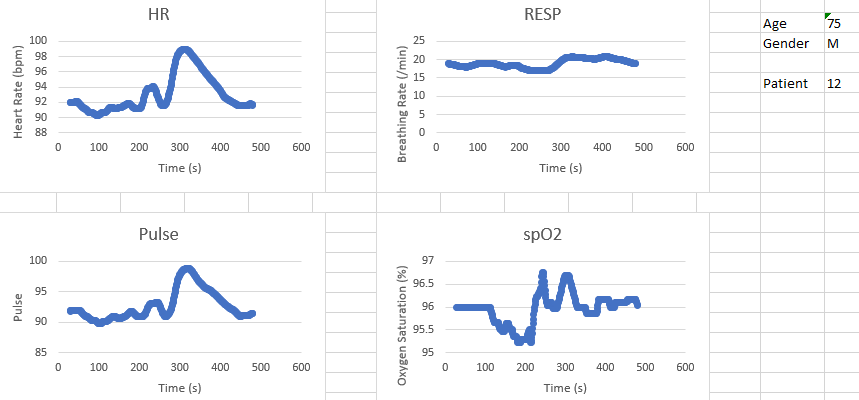 HR
Heart Rate (bpm)
100
98
96
94
92
90
88
0 100 200 300 400 500 600
Time (s)
RESP
Breathing Rate (/min)
25
20
15
10
5
0
0 100 200 300 400 500 600
Time (s)
Age 75
Gender M
Patient 12
Pulse
Pulse
100
95
90
85
0 100 200 300 400 500 600
Time (s)
spO2
Oxygen Saturation (%)
97
96.5
96
95.5
95
0 100 200 300 400 500 600
Time (s)